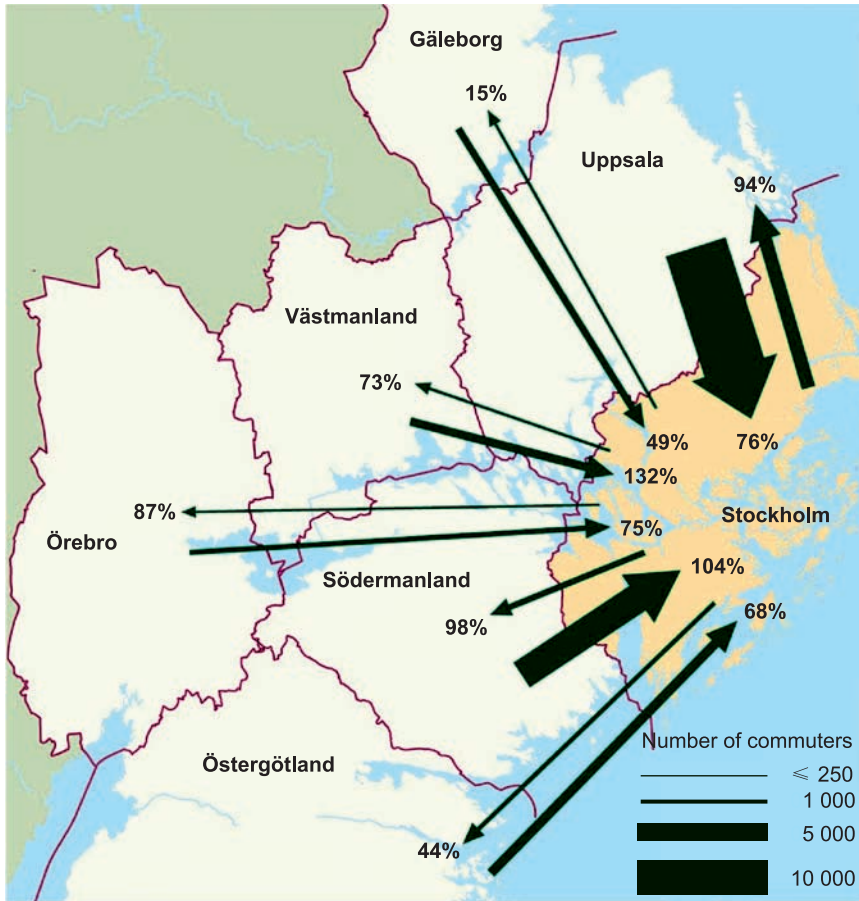 Gäleborg
15%
Uppsala
94%
Västmanland
73%
49%
76%
132%
87%
75%
Stockholm
Örebro
104%
Södermanland
68%
98%
Number of commuters
Östergötland
⩽ 250
1 000
5 000
44%
10 000